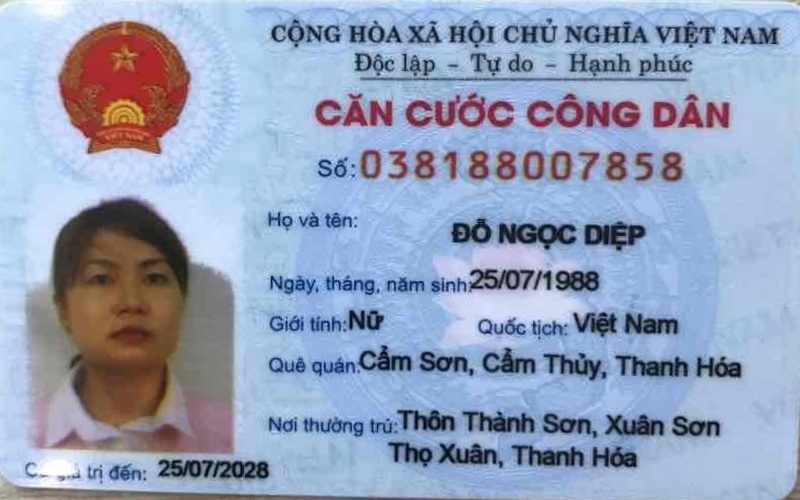 CỘNG HÒA XÃ HỘI CHỦ NGHĨA VIỆT NAM
Độc lập - Tự do - Hạnh phúc
CĂN CƯỚC CÔNG DÂN
Số: 038188007858
Họ và tên:
ĐỖ NGỌC DIỆP
Ngày, tháng, năm sinh: 25/07/1988
Giới tính: Nữ Quốc tịch: Việt Nam
Quê quán: Cẩm Sơn, Cẩm Thủy, Thanh Hóa
Nơi thường trú: Thôn Thành Sơn, Xuân Sơn
Thọ Xuân, Thanh Hóa
Có giá trị đến: 25/07/2028